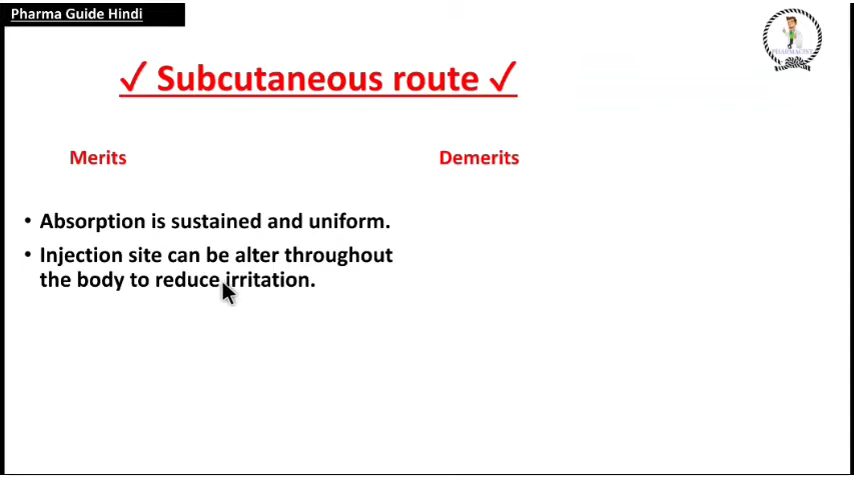 Pharma Guide Hindi
✓ Subcutaneous route ✓
Merits
Demerits
• Absorption is sustained and uniform.
• Injection site can be alter throughout
the body to reduce irritation.